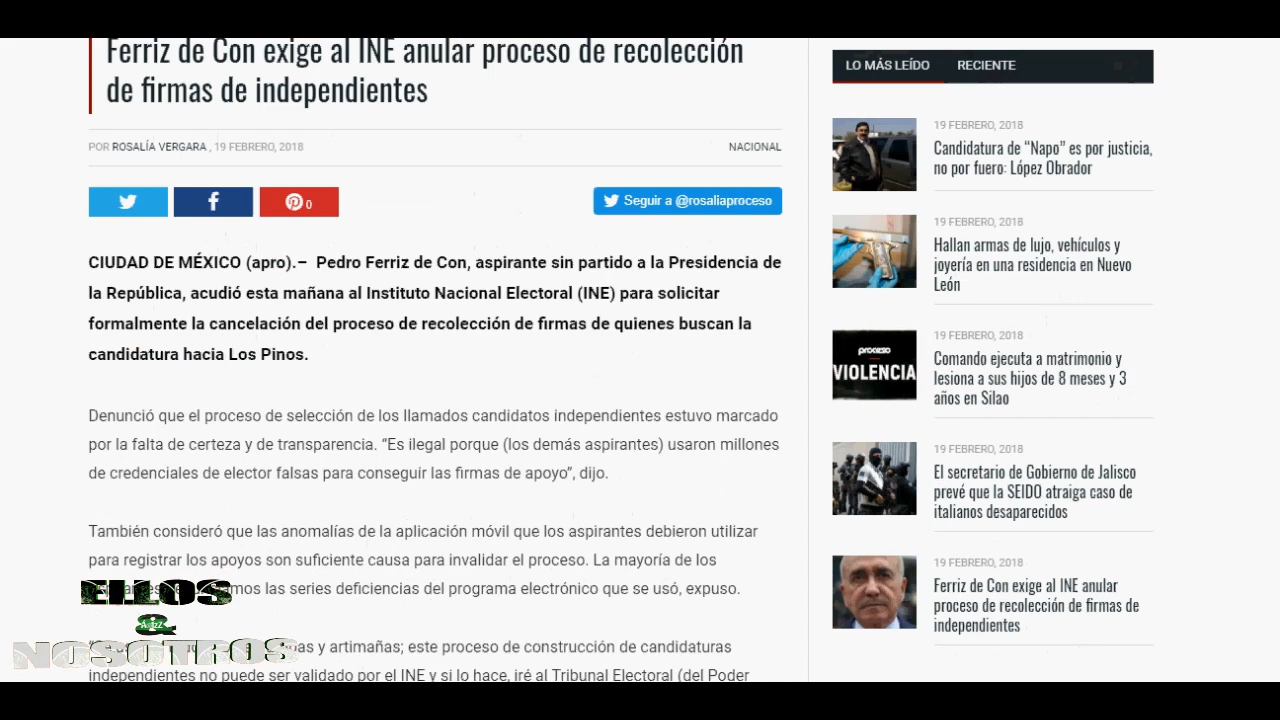 Ferriz de Con exige al INE anular proceso de recolección
de firmas de independientes
POR ROSALÍA VERGARA , 19 FEBRERO, 2018
NACIONAL
0
Seguir a @rosaliaproceso
CIUDAD DE MÉXICO (apro).– Pedro Ferriz de Con, aspirante sin partido a la Presidencia de
la República, acudió esta mañana al Instituto Nacional Electoral (INE) para solicitar
formalmente la cancelación del proceso de recolección de firmas de quienes buscan la
candidatura hacia Los Pinos.
Denunció que el proceso de selección de los llamados candidatos independientes estuvo marcado
por la falta de certeza y de transparencia. “Es ilegal porque (los demás aspirantes) usaron millones
de credenciales de elector falsas para conseguir las firmas de apoyo”, dijo.
También consideró que las anomalías de la aplicación móvil que los aspirantes debieron utilizar
para registrar los apoyos son suficiente causa para invalidar el proceso. La mayoría de los
las series deficiencias del programa electrónico que se usó, expuso.
y artimañas; este proceso de construcción de candidaturas
independientes no puede ser validado por el INE y si lo hace, iré al Tribunal Electoral (del Poder
ELLOS
&
NOSOTROS
LO MÁS LEÍDO
RECIENTE
19 FEBRERO, 2018
Candidatura de “Napo” es por justicia,
no por fuero: López Obrador
19 FEBRERO, 2018
Hallan armas de lujo, vehículos y
joyería en una residencia en Nuevo
León
proceso
VIOLENCIA
19 FEBRERO, 2018
Comando ejecuta a matrimonio y
lesiona a sus hijos de 8 meses y 3
años en Silao
19 FEBRERO, 2018
El secretario de Gobierno de Jalisco
prevé que la SEIDO atraiga caso de
italianos desaparecidos
19 FEBRERO, 2018
Ferriz de Con exige al INE anular
proceso de recolección de firmas de
independientes